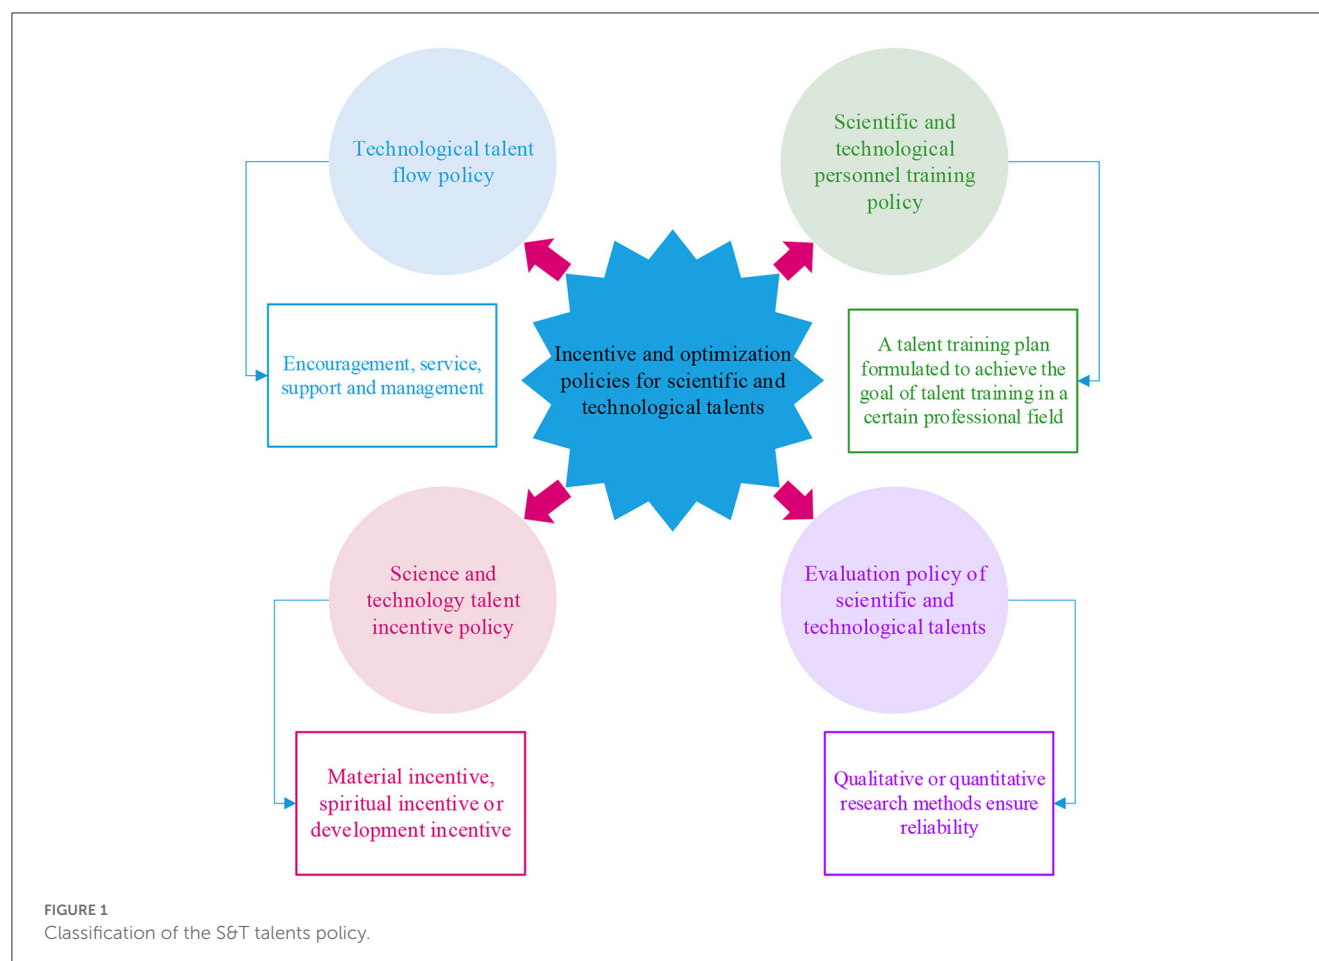 Technological talent
flow policy
Scientific and
technological
personnel training
policy
Incentive and optimization
policies for scientific and
technological talents
Encouragement, service,
support and management
A talent training plan
formulated to achieve the
goal of talent training in a
certain professional field
Science and
technology talent
incentive policy
Evaluation policy of
scientific and
technological talents
Material incentive,
spiritual incentive or
development incentive
Qualitative or quantitative
research methods ensure
reliability
FIGURE 1
Classification of the S&T talents policy.